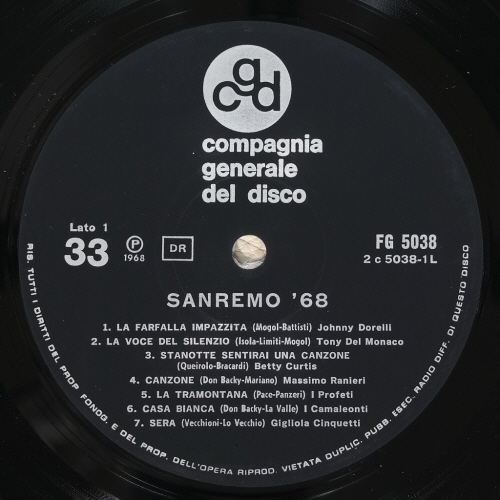 cgd
compagnia
generale
del disco
Lato 1
33
P
1968
DR
FG 5038
2 c 5038-1L
SANREMO '68
1. LA FARFALLA IMPAZZITA (Mogol-Battisti) Johnny Dorelli
2. LA VOCE DEL SILENZIO (Isola-Limiti-Mogol) Tony Del Monaco
3. STANOTTE SENTIRAI UNA CANZONE
(Queirolo-Bracardi) Betty Curtis
4. CANZONE (Don Backy-Mariano) Massimo Ranieri
5. LA TRAMONTANA (Pace-Panzeri) I Profeti
6. CASA BIANCA (Don Backy-La Valle) I Camaleonti
7. SERA (Vecchioni-Lo Vecchio) Gigliola Cinquetti
RIS. TUTTI I DIRITTI DEL PROP. FONOG. E DEL PROP. DELL'OPERA RIPROD. VIETATA DUPLIC. PUBB. ESEC. RADIO DIFF. DI QUESTO DISCO